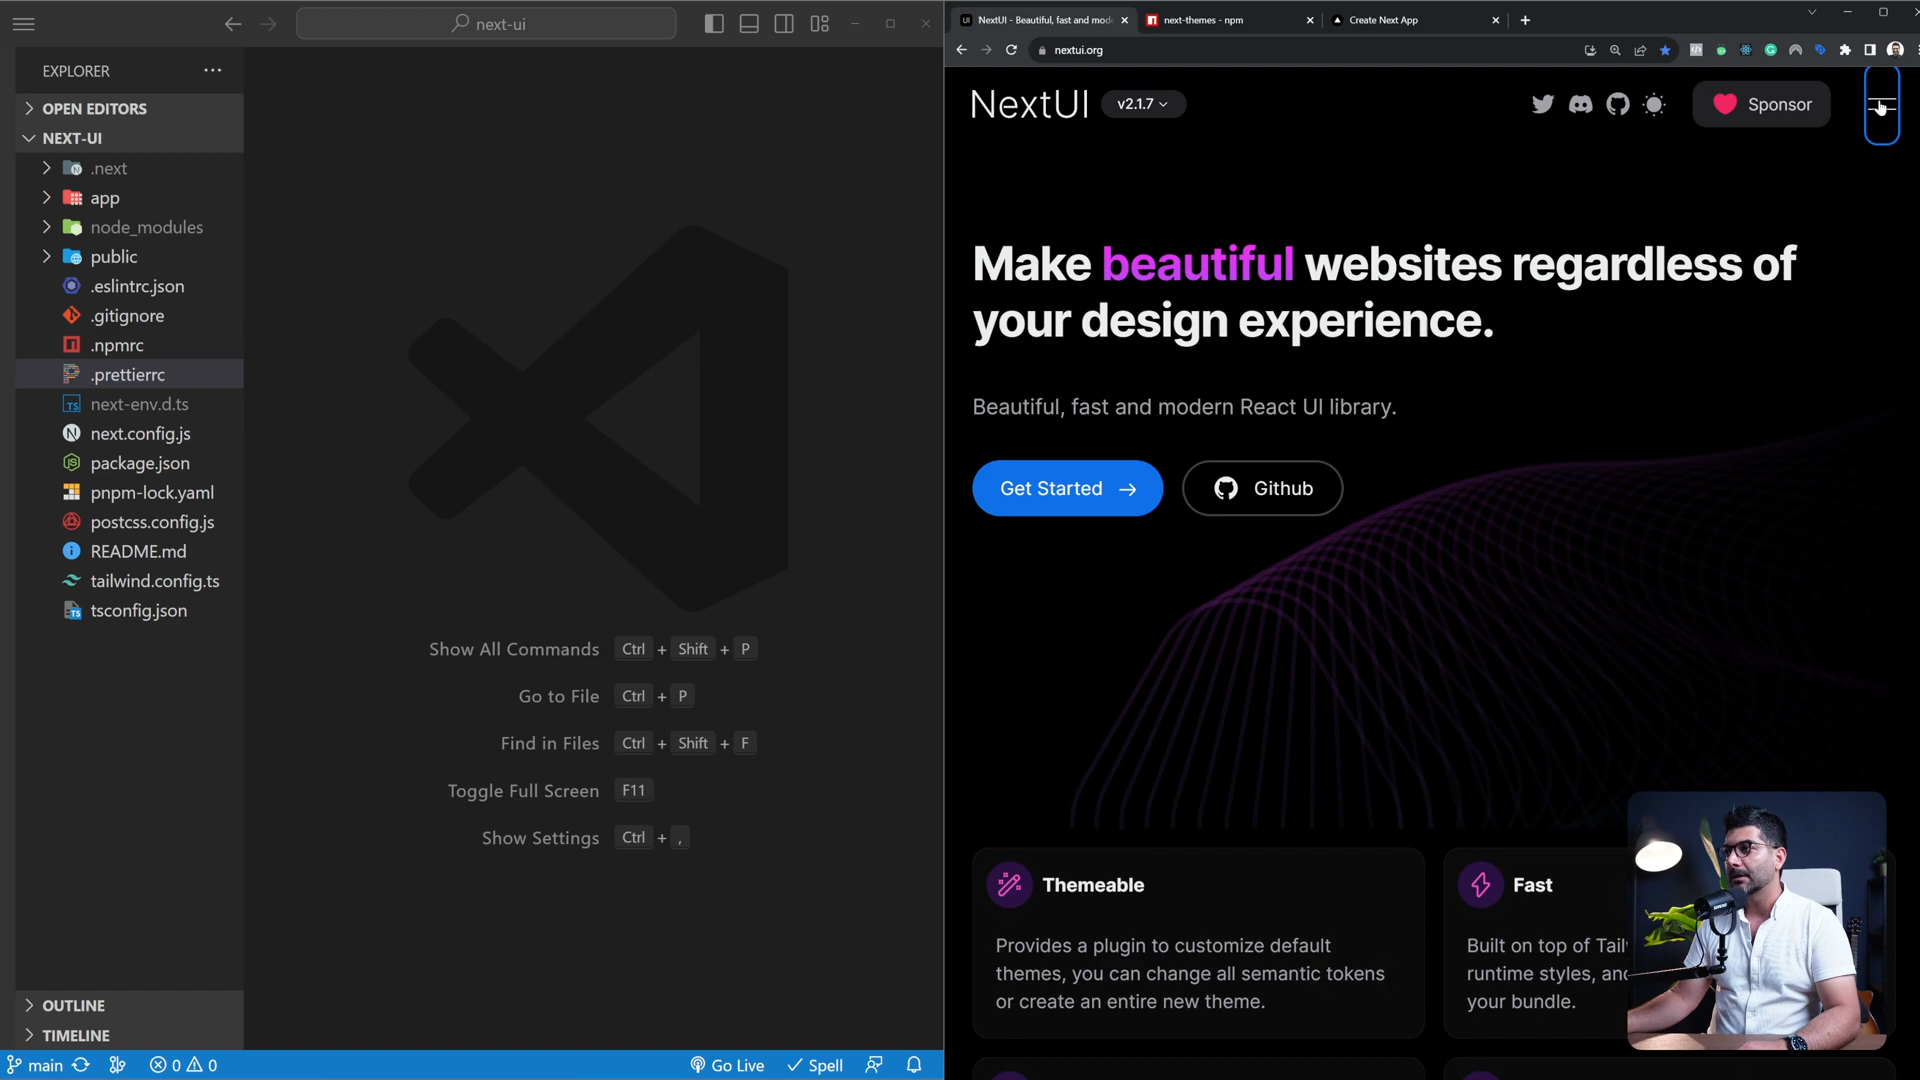 next-ui
EXPLORER
OPEN EDITORS
NEXT-UI
.next
app
node_modules
public
.eslintrc.json
.gitignore
.npmrc
.prettierrc
next-env.d.ts
next.config.js
package.json
pnpm-lock.yaml
postcss.config.js
README.md
tailwind.config.ts
tsconfig.json
OUTLINE
TIMELINE
Show All Commands Ctrl + Shift + P
Go to File Ctrl + P
Find in Files Ctrl + Shift + F
Toggle Full Screen F11
Show Settings Ctrl + ,
main 0 0 Go Live Spell
NextUI - Beautiful, fast and mode
next-themes - npm
Create Next App
nextui.org
NextUI v2.1.7 Sponsor
Make beautiful websites regardless of
your design experience.
Beautiful, fast and modern React UI library.
Get Started → Github
Themeable
Provides a plugin to customize default
themes, you can change all semantic tokens
or create an entire new theme.
Fast
Built on top of Tail
runtime styles, an
your bundle.